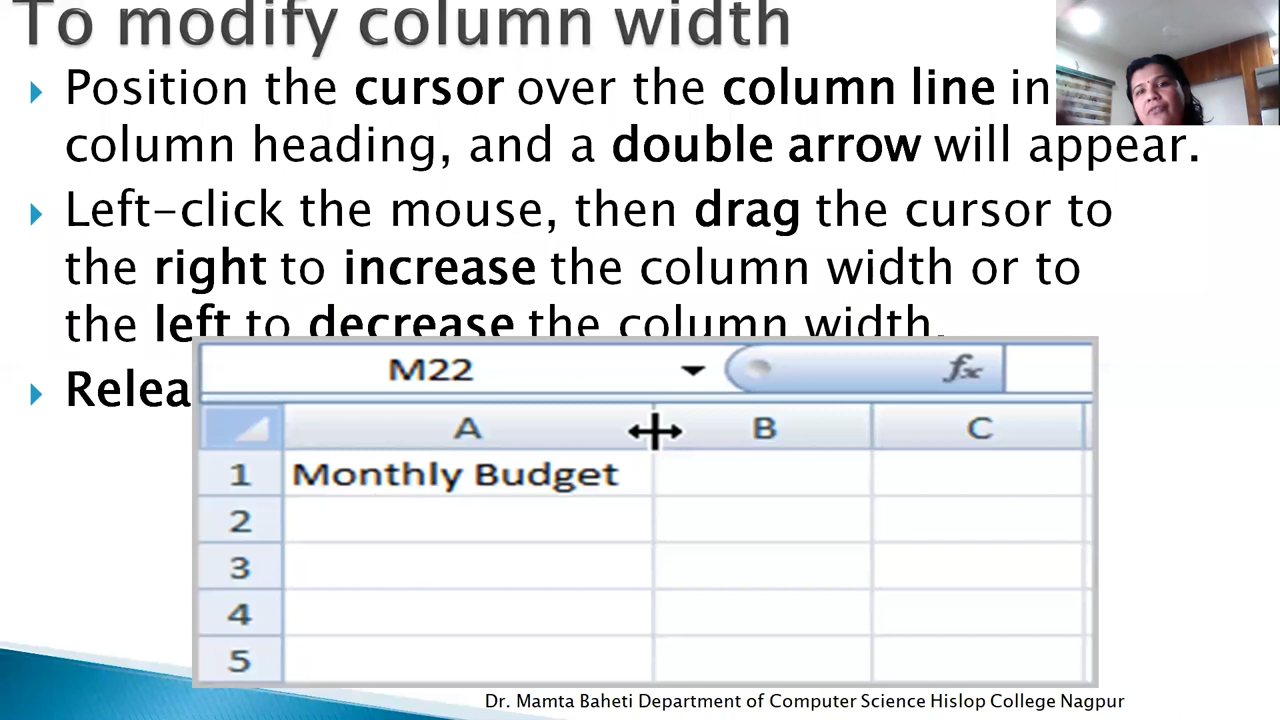 To modify column width
Position the cursor over the column line in
column heading, and a double arrow will appear.
Left-click the mouse, then drag the cursor to
the right to increase the column width or to
the left to decrease the column width.
M22 fx
A B C
1 Monthly Budget
2
3
4
5
Dr. Mamta Baheti Department of Computer Science Hislop College Nagpur